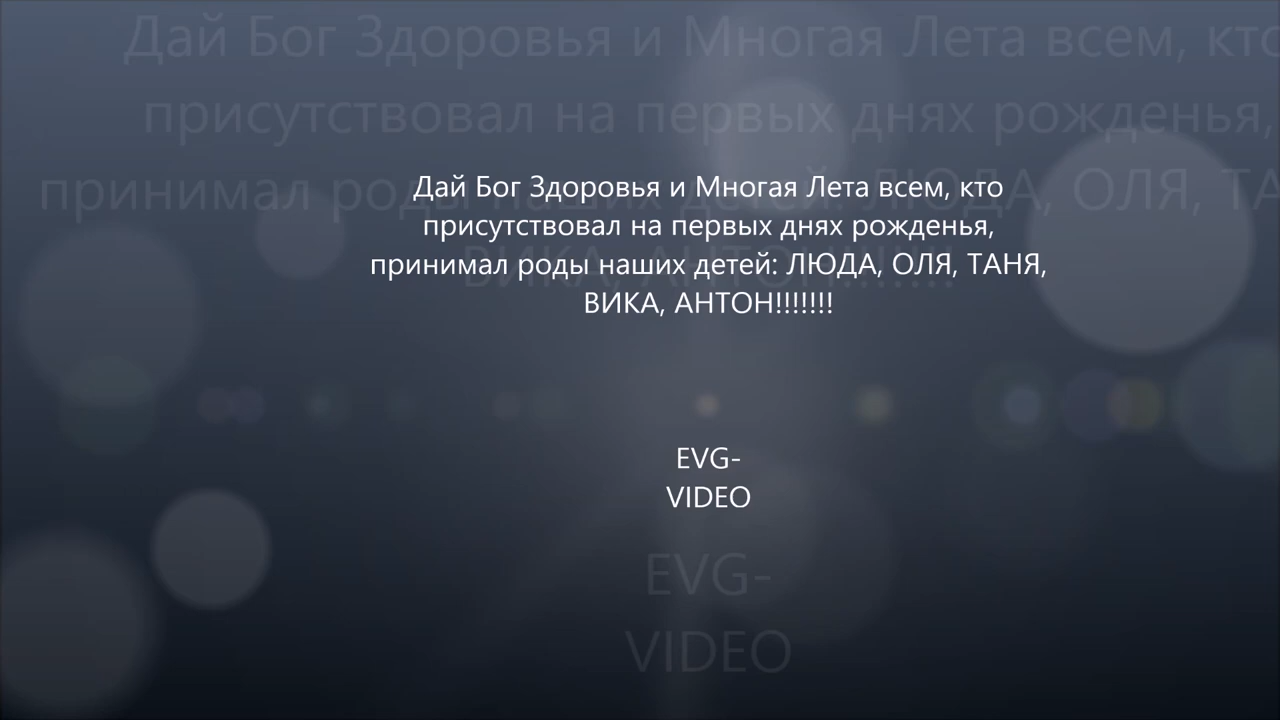 Дай Бог Здоровья и Многая Лета всем, кто
присутствовал на первых днях рожденья,
принимал роды наших детей: ЛЮДА, ОЛЯ, ТАНЯ,
ВИКА, АНТОН!!!!!!!
EVG-
VIDEO